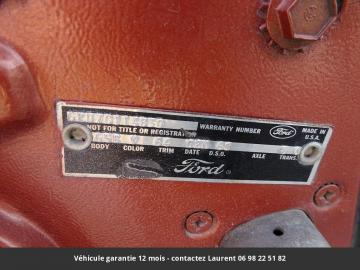 NOT FOR TITLE OR REGISTRATION WARRANTY NUMBER Ford MADE IN U.S.A.
BODY COLOR TRIM DATE D.S.O. AXLE TRANS.
Ford
Véhicule garantie 12 mois - contactez Laurent 06 98 22 51 82